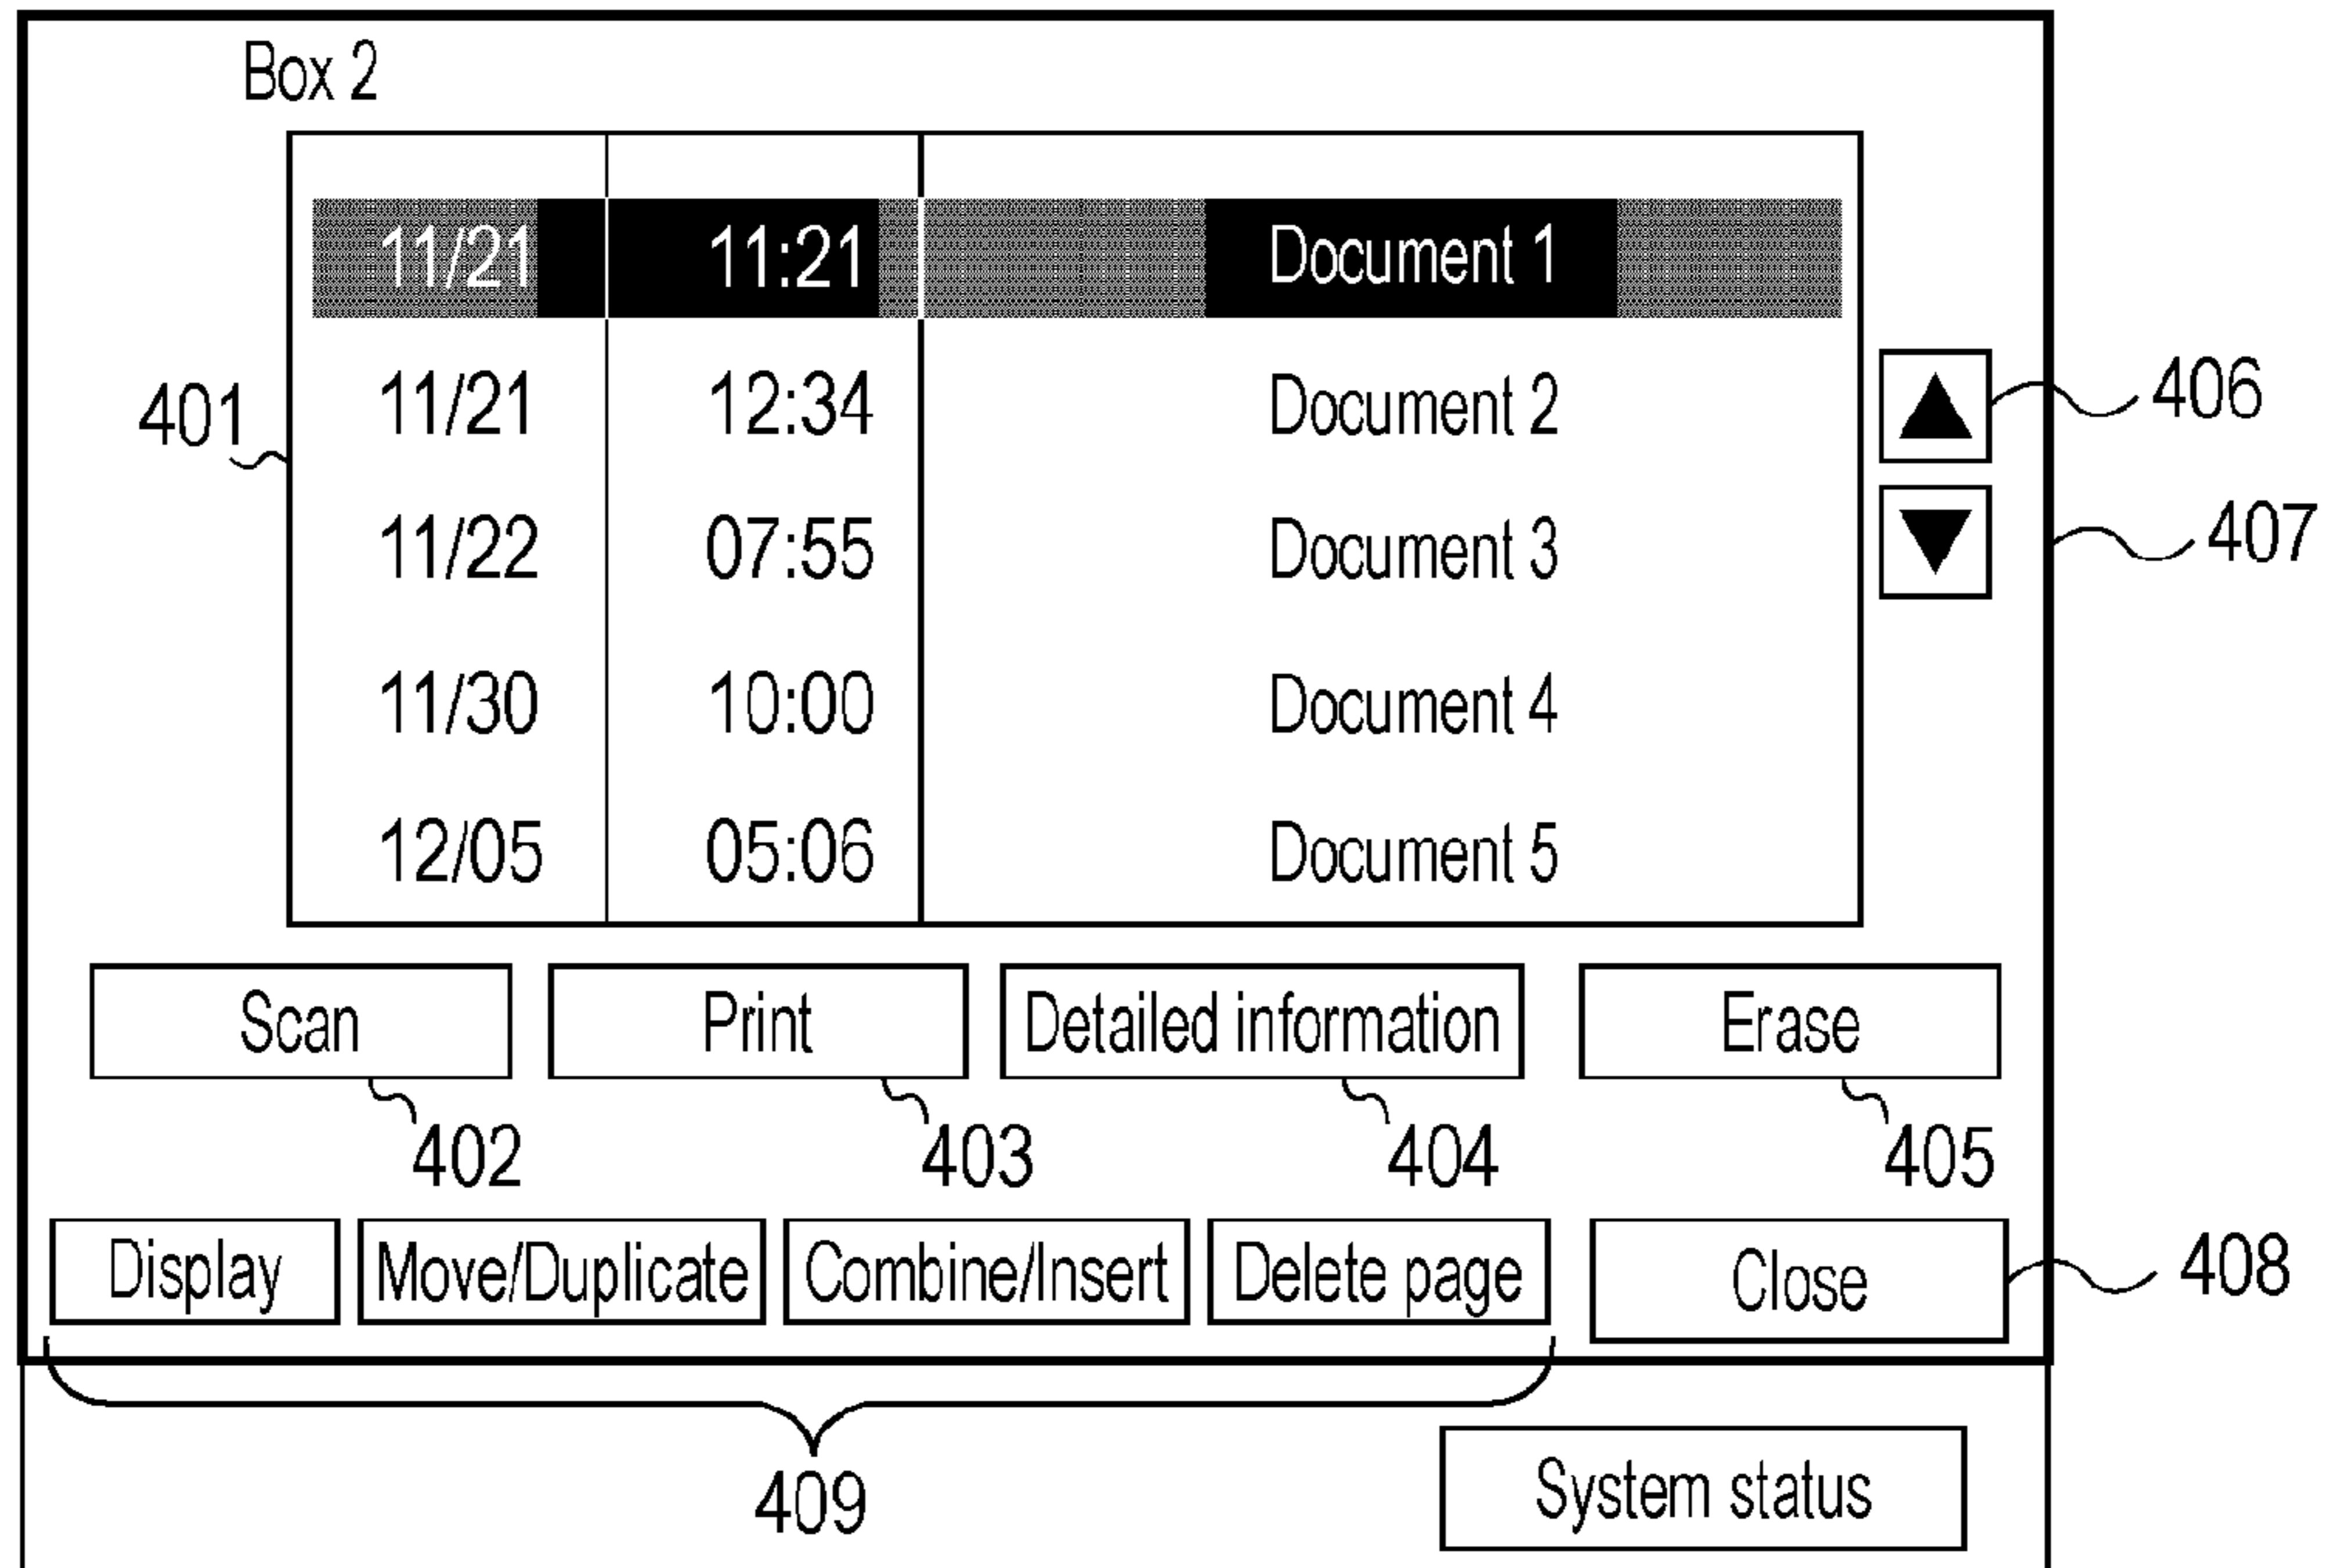 Box 2
11/21 11:21 Document 1
11/21 12:34 Document 2
11/22 07:55 Document 3
11/30 10:00 Document 4
12/05 05:06 Document 5
401
406
407
Scan Print Detailed information Erase
402 403 404 405
Display Move/Duplicate Combine/Insert Delete page Close
408
409
System status